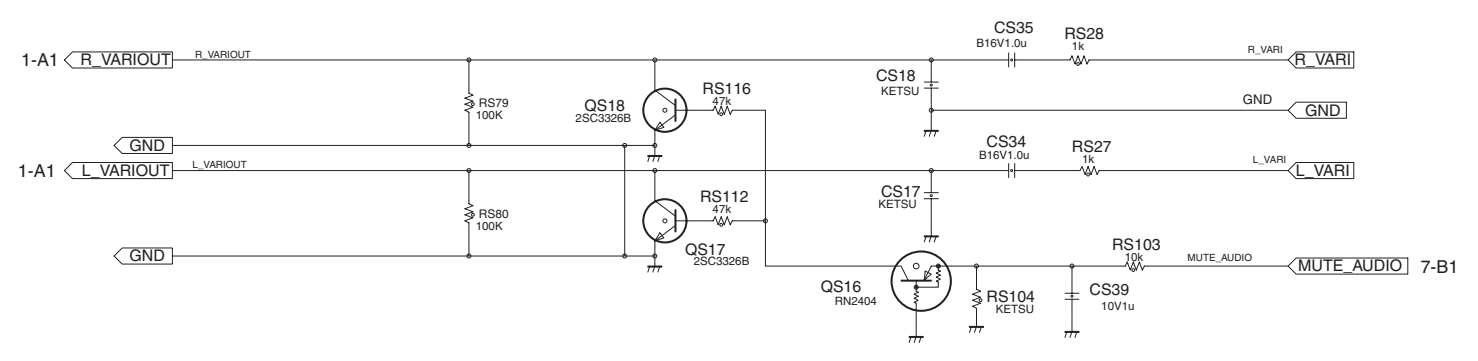 CS35
B16V1.0u
RS28
1k
1-A1 R_VARIOUT R_VARIOUT
R_VARI R_VARI
CS18
KETSU
RS79
100K
QS18
2SC3326B
RS116
47k
GND GND
GND
CS34
B16V1.0u
RS27
1k
1-A1 L_VARIOUT L_VARIOUT
L_VARI L_VARI
CS17
KETSU
RS80
100K
RS112
47k
QS17
2SC3326B
GND
RS103
10k
MUTE_AUDIO MUTE_AUDIO 7-B1
QS16
RN2404
RS104
KETSU
CS39
10V1u